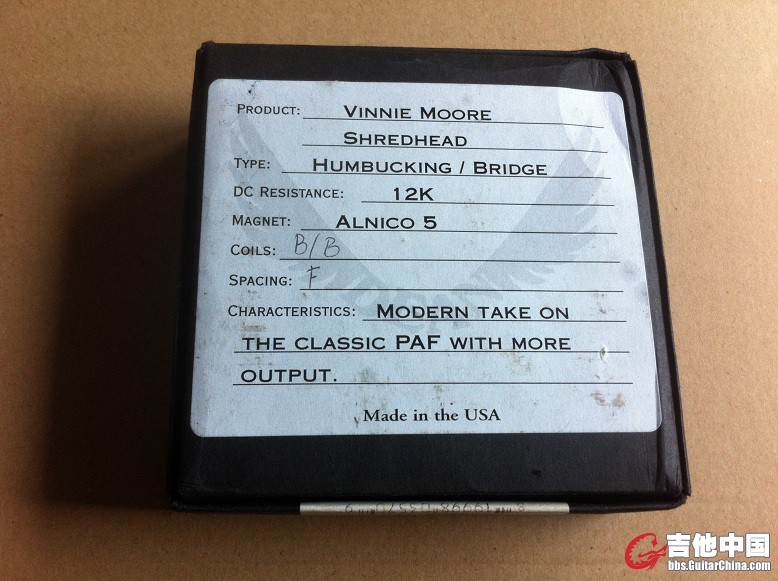 PRODUCT: VINNIE MOORE
SHREDHEAD
TYPE: HUMBUCKING / BRIDGE
DC RESISTANCE: 12K
MAGNET: ALNICO 5
COILS: B/B
SPACING: F
CHARACTERISTICS: MODERN TAKE ON
THE CLASSIC PAF WITH MORE
OUTPUT.
Made in the USA
吉他中国
bbs.GuitarChina.com